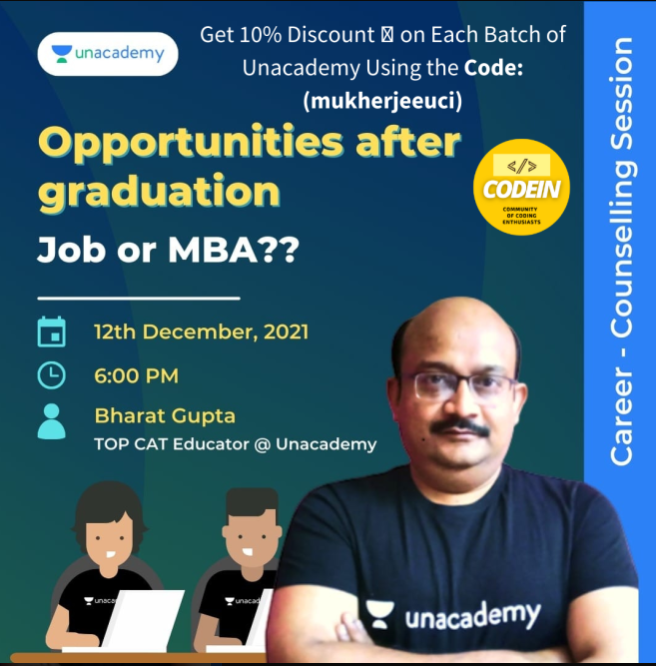 unacademy
Get 10% Discount on Each Batch of
Unacademy Using the Code:
(mukherjeeuci)
Opportunities after
graduation
Job or MBA??
</>
CODEIN
COMMUNITY
OF CODING
ENTHUSIASTS
12th December, 2021
6:00 PM
Bharat Gupta
TOP CAT Educator @ Unacademy
Career - Counselling Session
unaca
unacad
unacademy